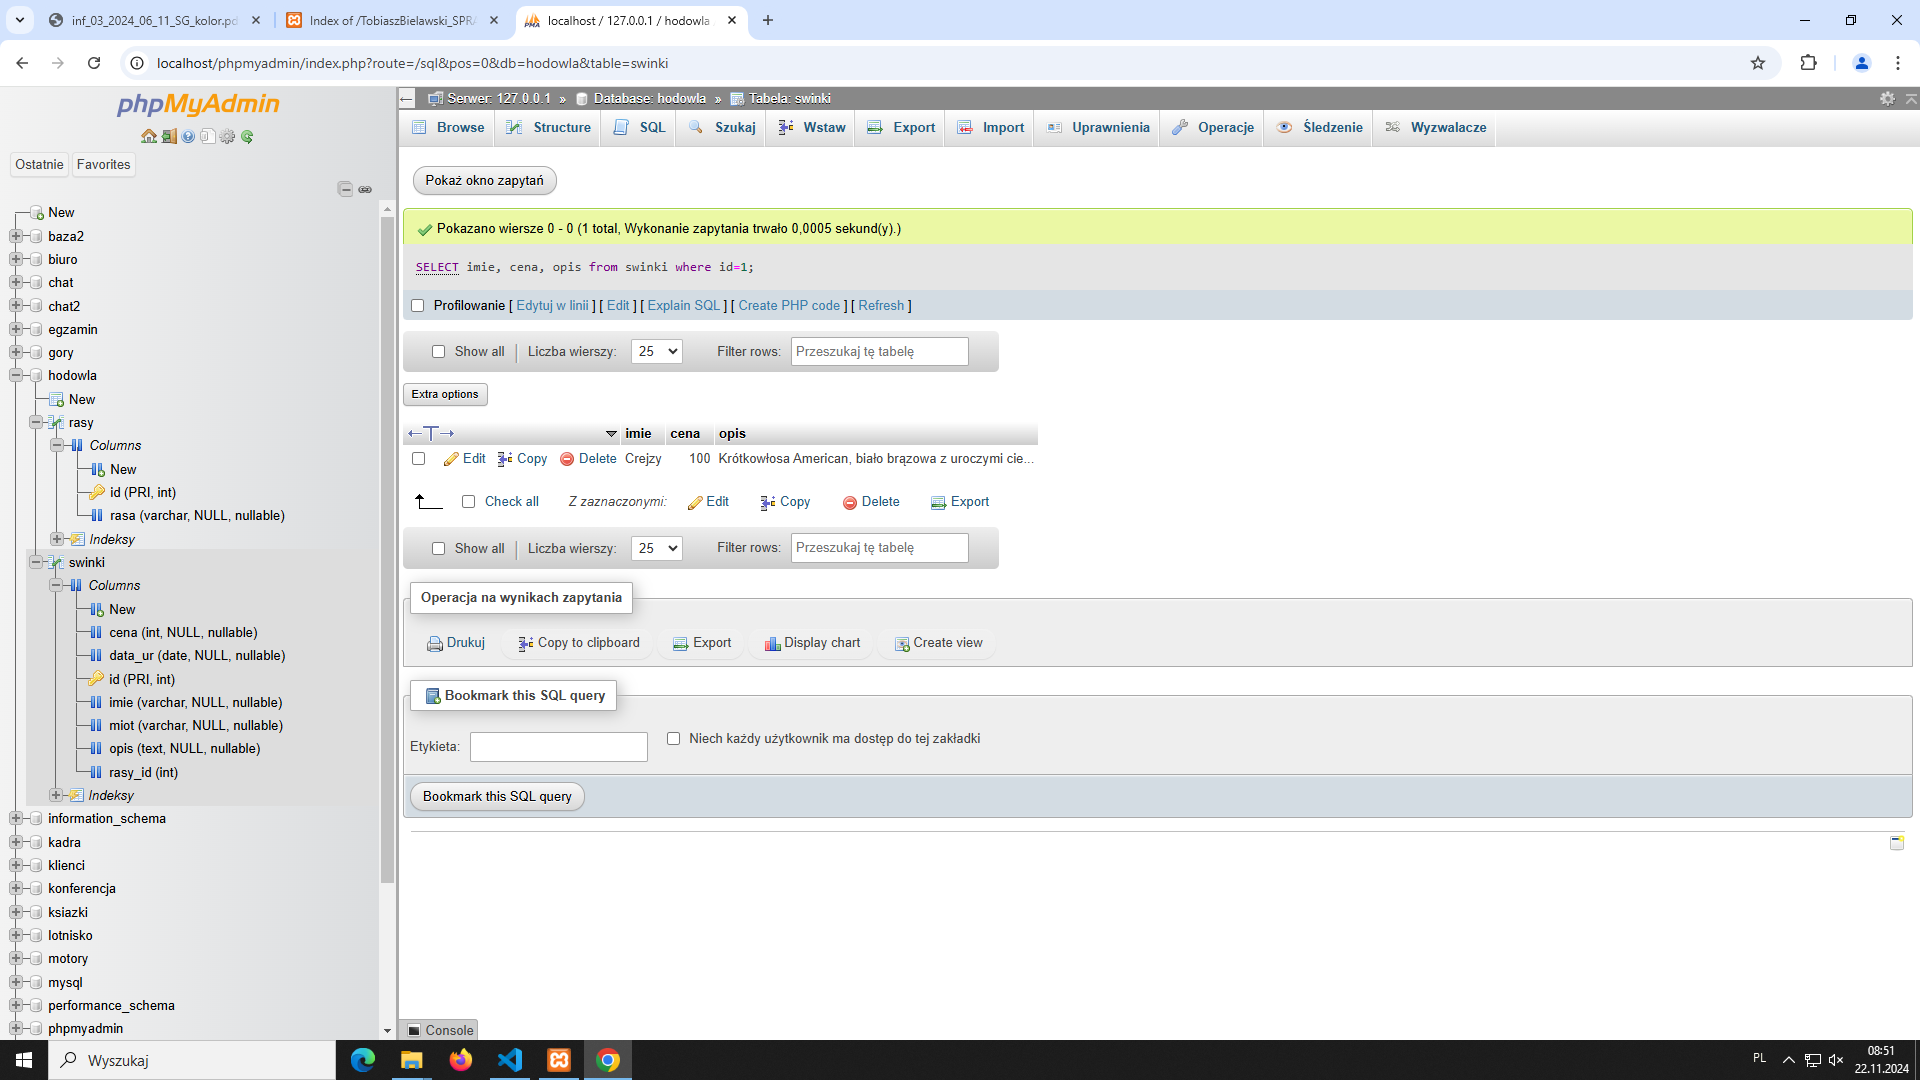 inf_03_2024_06_11_SG_kolor.pd
Index of /TobiaszBielawski_SPRA
localhost / 127.0.0.1 / hodowla
localhost/phpmyadmin/index.php?route=/sql&pos=0&db=hodowla&table=swinki
phpMyAdmin
Ostatnie
Favorites
New
baza2
biuro
chat
chat2
egzamin
gory
hodowla
New
rasy
Columns
New
id (PRI, int)
rasa (varchar, NULL, nullable)
Indeksy
swinki
Columns
New
cena (int, NULL, nullable)
data_ur (date, NULL, nullable)
id (PRI, int)
imie (varchar, NULL, nullable)
miot (varchar, NULL, nullable)
opis (text, NULL, nullable)
rasy_id (int)
Indeksy
information_schema
kadra
klienci
konferencja
ksiazki
lotnisko
motory
mysql
performance_schema
phpmyadmin
Serwer: 127.0.0.1 » Database: hodowla » Tabela: swinki
Browse Structure SQL Szukaj Wstaw Export Import Uprawnienia Operacje Śledzenie Wyzwalacze
Pokaż okno zapytań
Pokazano wiersze 0 - 0 (1 total, Wykonanie zapytania trwało 0,0005 sekund(y).)
SELECT imie, cena, opis from swinki where id=1;
Profilowanie [ Edytuj w linii ] [ Edit ] [ Explain SQL ] [ Create PHP code ] [ Refresh ]
Show all | Liczba wierszy: 25 Filter rows: Przeszukaj tę tabelę
Extra options
←T→ imie cena opis
Edit Copy Delete Crejzy 100 Krótkowłosa American, biało brązowa z uroczymi cie...
Check all Z zaznaczonymi: Edit Copy Delete Export
Show all | Liczba wierszy: 25 Filter rows: Przeszukaj tę tabelę
Operacja na wynikach zapytania
Drukuj Copy to clipboard Export Display chart Create view
Bookmark this SQL query
Etykieta: Niech każdy użytkownik ma dostęp do tej zakładki
Bookmark this SQL query
Console
Wyszukaj
PL
08:51
22.11.2024